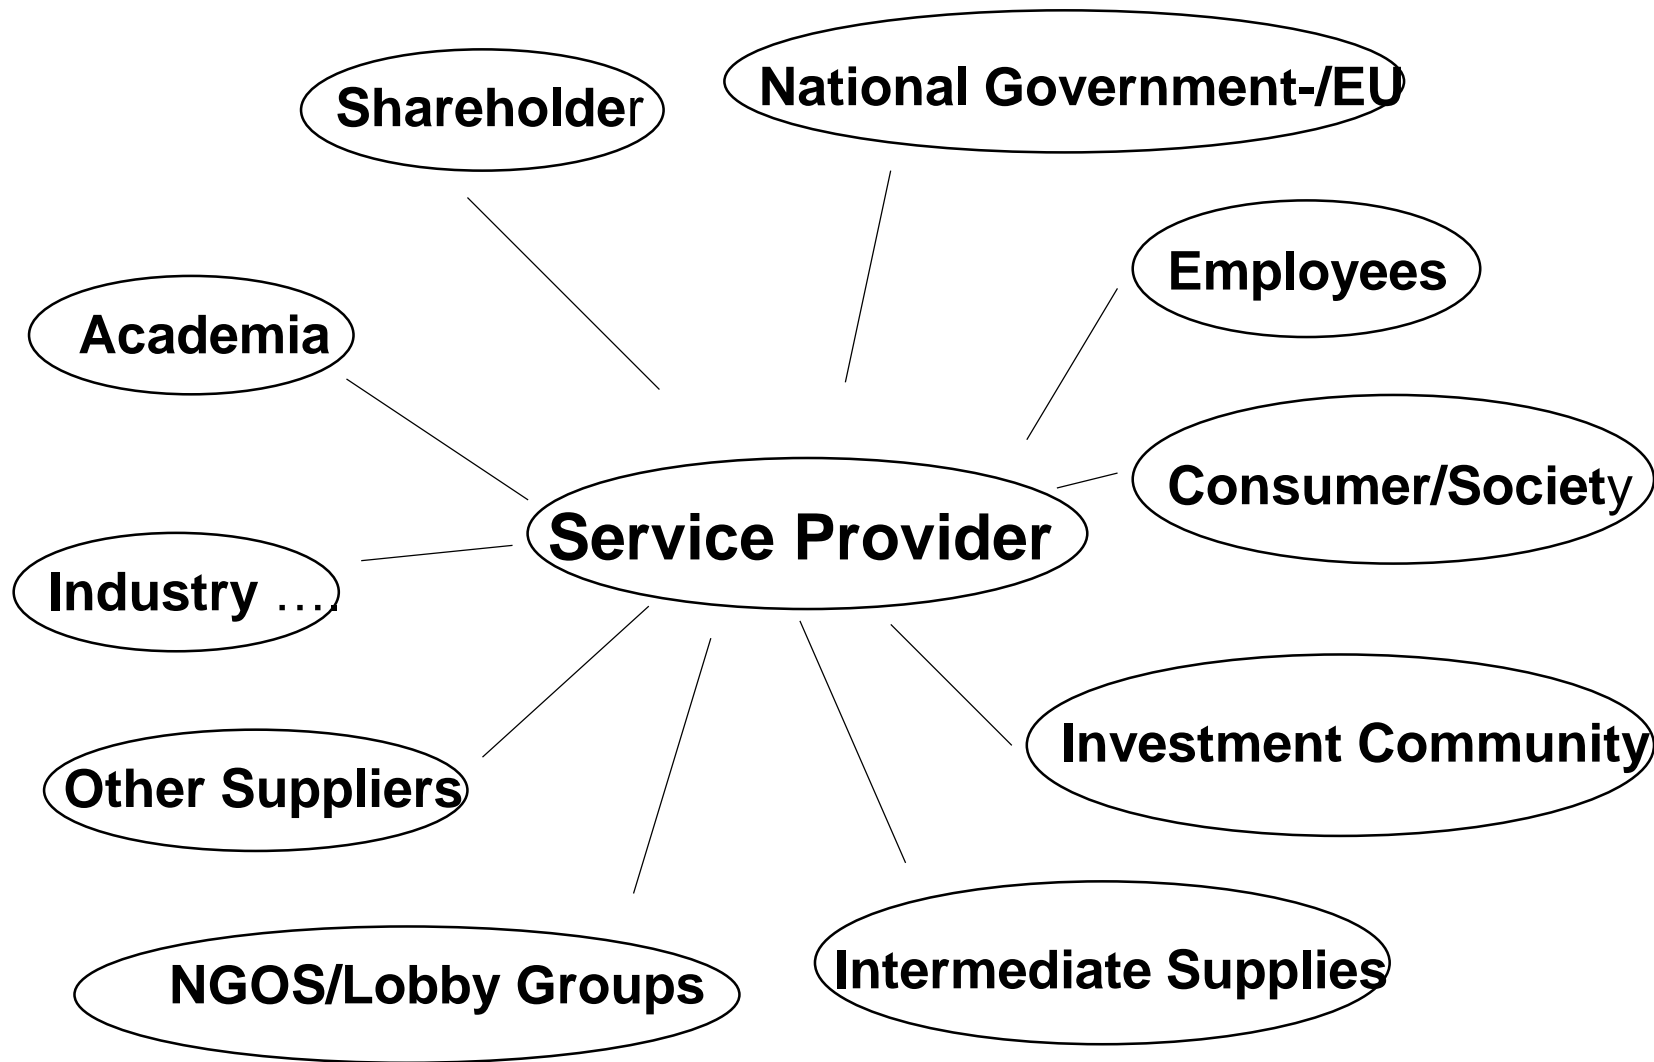 National Government-/EU
Shareholder
Employees
Academia
Consumer/Society
Service Provider
Industry ….
Investment Community
Other Suppliers
Intermediate Supplies
NGOS/Lobby Groups